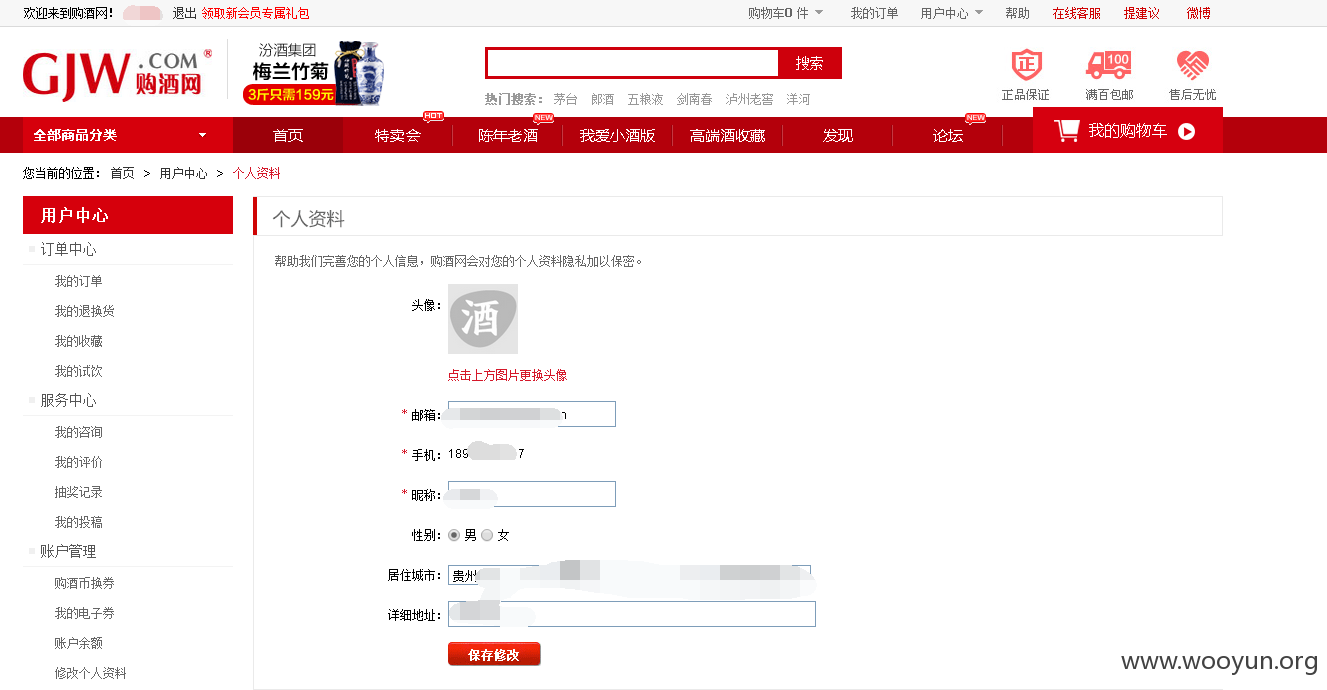 欢迎来到购酒网! 退出 领取新会员专属礼包 购物车0 件 我的订单 用户中心 帮助 在线客服 提建议 微博
GJW.COM® 购酒网
汾酒集团
梅兰竹菊
3斤只需159元
搜索
热门搜索： 茅台 郎酒 五粮液 剑南春 泸州老窖 洋河
正 100
正品保证 满百包邮 售后无忧
HOT NEW NEW
全部商品分类 首页 特卖会 陈年老酒 我爱小酒版 高端酒收藏 发现 论坛 我的购物车
您当前的位置： 首页 > 用户中心 > 个人资料
用户中心
订单中心
我的订单
我的退换货
我的收藏
我的试饮
服务中心
我的咨询
我的评价
抽奖记录
我的投稿
账户管理
购酒币换券
我的电子券
账户余额
修改个人资料
个人资料
帮助我们完善您的个人信息，购酒网会对您的个人资料隐私加以保密。
头像：
酒
点击上方图片更换头像
* 邮箱：
* 手机： 189 7
* 昵称：
性别： 男 女
居住城市： 贵州
详细地址：
保存修改
www.wooyun.org